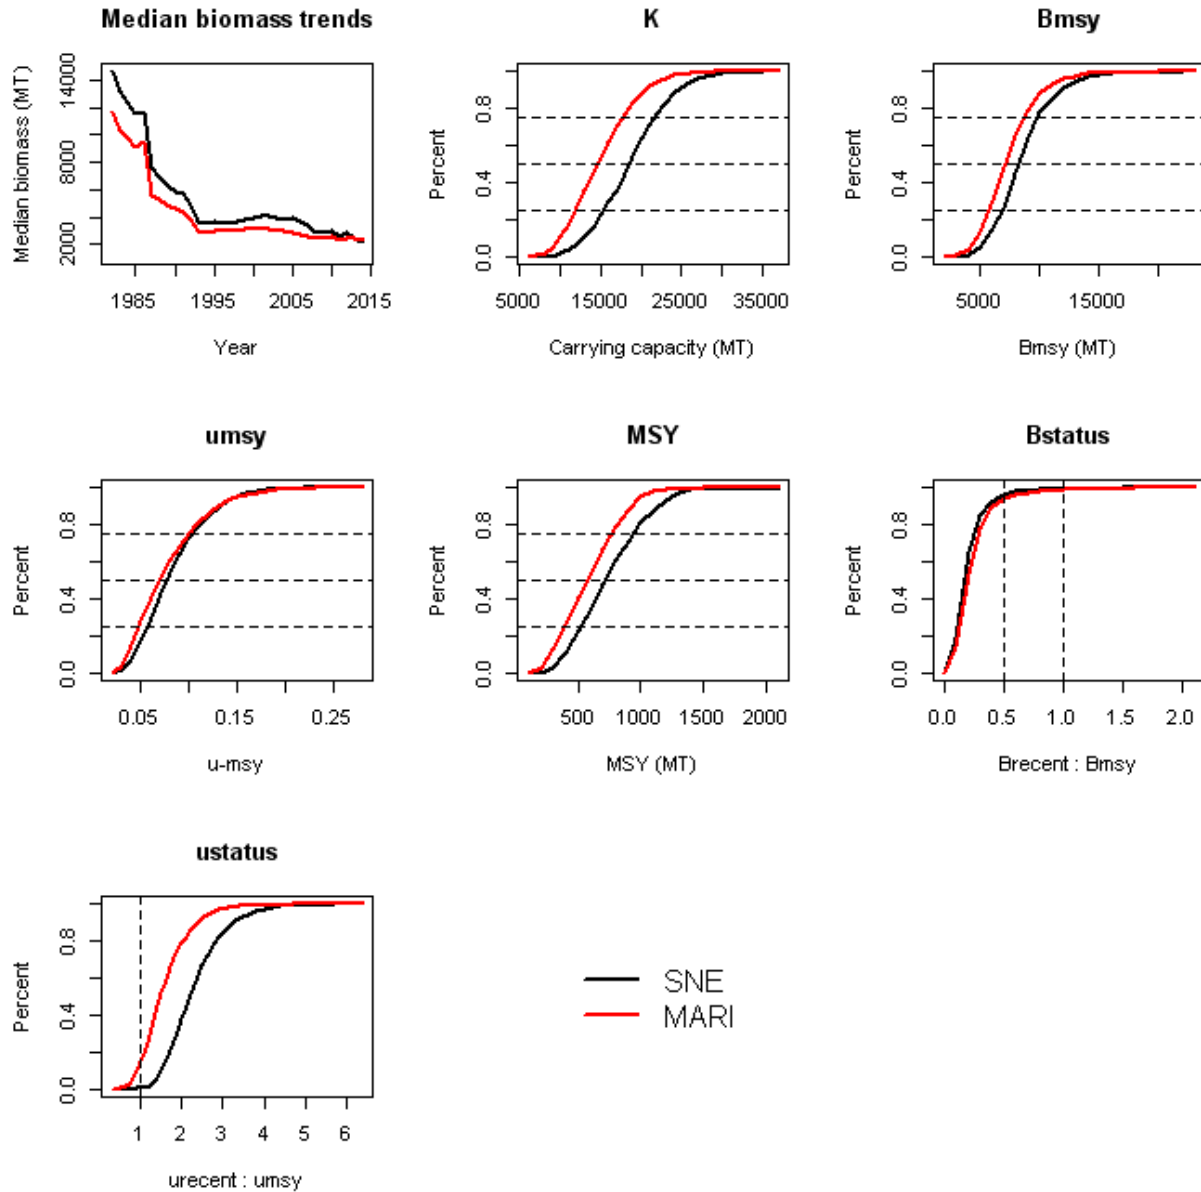 Median biomass trends
Median biomass (MT)
2000 8000 14000
1985 1995 2005 2015
Year
K
Percent
0.0 0.4 0.8
5000 15000 25000 35000
Carrying capacity (MT)
Bmsy
Percent
0.0 0.4 0.8
5000 15000
Bmsy (MT)
umsy
Percent
0.0 0.4 0.8
0.05 0.15 0.25
u-msy
MSY
Percent
0.0 0.4 0.8
500 1000 1500 2000
MSY (MT)
Bstatus
Percent
0.0 0.4 0.8
0.0 0.5 1.0 1.5 2.0
Brecent : Bmsy
ustatus
Percent
0.0 0.4 0.8
1 2 3 4 5 6
urecent : umsy
SNE
MARI